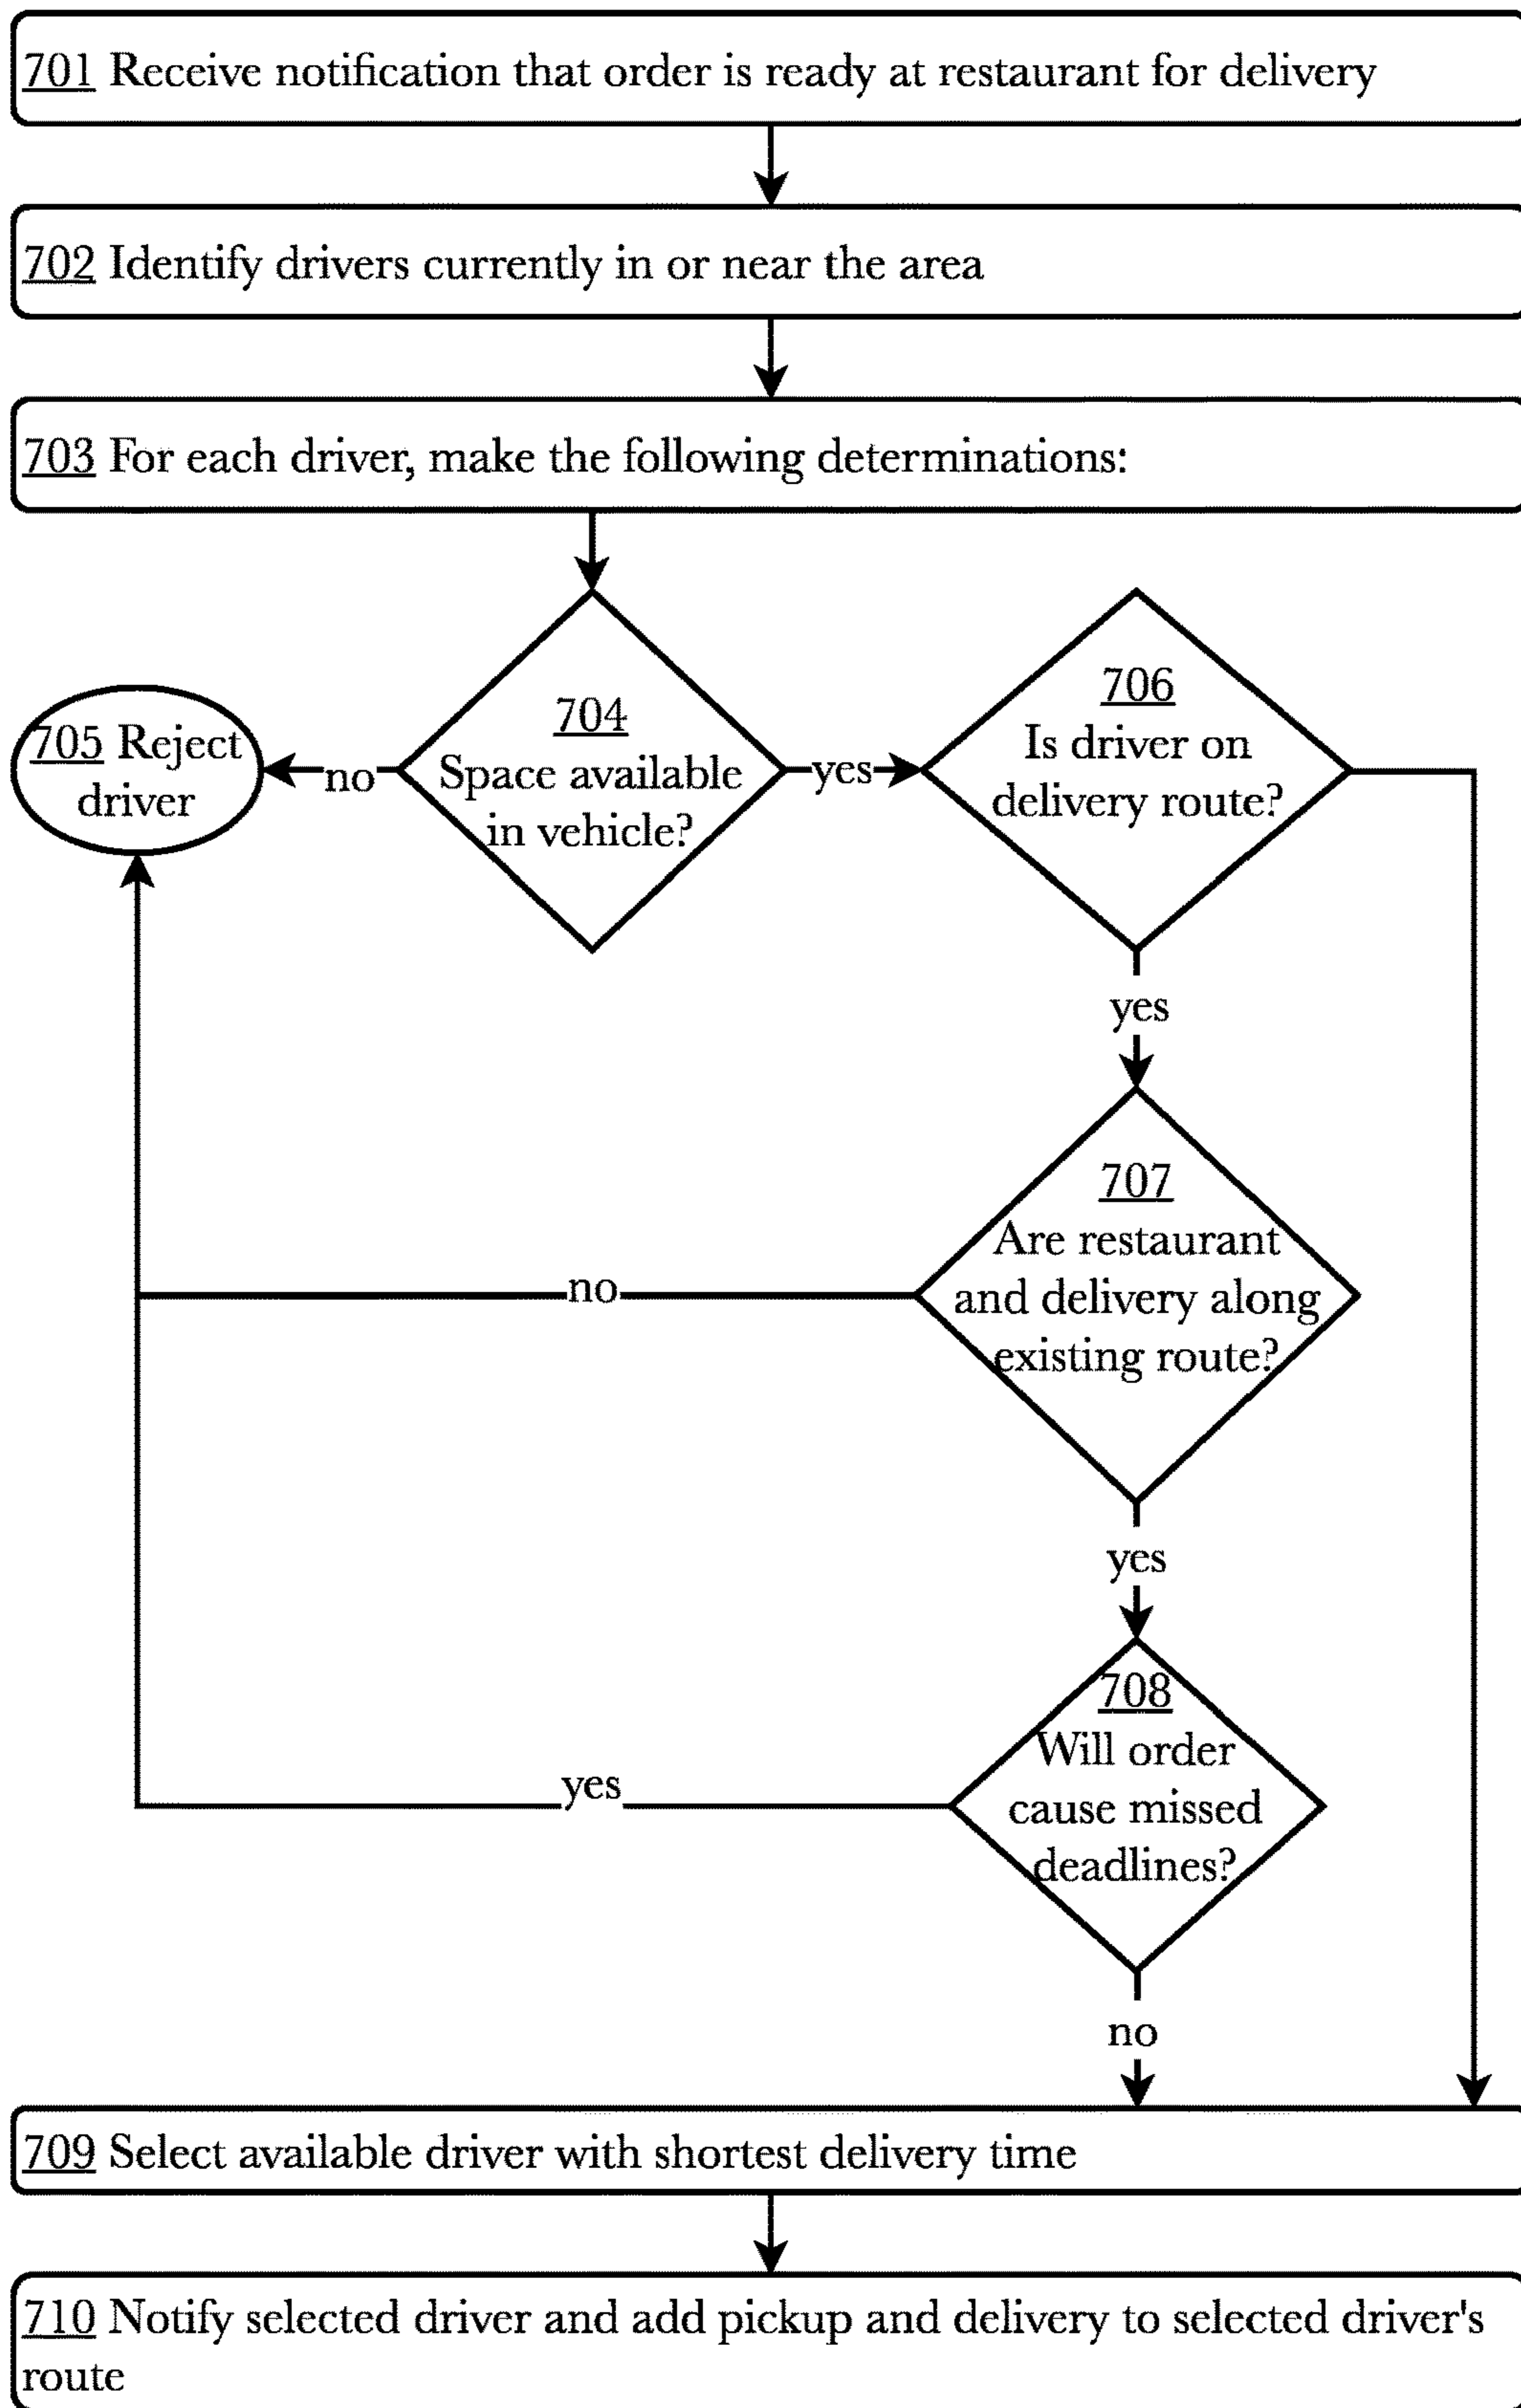 701 Receive notification that order is ready at restaurant for delivery
702 Identify drivers currently in or near the area
703 For each driver, make the following determinations:
704
Space available
in vehicle?
no
705 Reject
driver
yes
706
Is driver on
delivery route?
yes
707
Are restaurant
and delivery along
existing route?
no
yes
708
Will order
cause missed
deadlines?
yes
no
709 Select available driver with shortest delivery time
710 Notify selected driver and add pickup and delivery to selected driver's
route